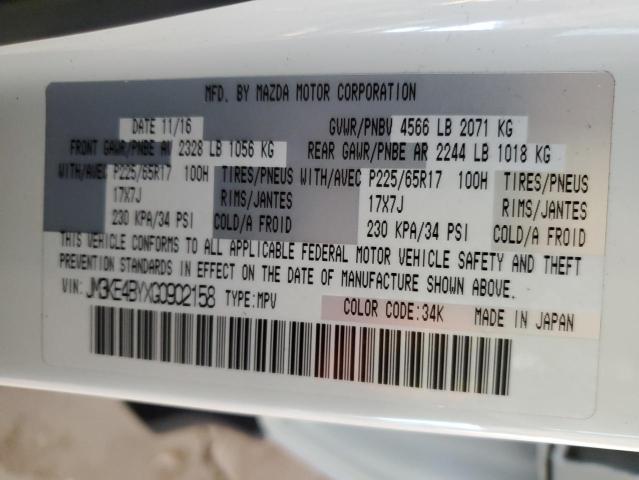 MFD. BY MAZDA MOTOR CORPORATION
DATE 11/16 GVWR/PNBV 4566 LB 2071 KG
FRONT GAWR/PNBE AV 2328 LB 1056 KG REAR GAWR/PNBE AR 2244 LB 1018 KG
WITH/AVEC P225/65R17 100H TIRES/PNEUS WITH/AVEC P225/65R17 100H TIRES/PNEUS
17X7J RIMS/JANTES 17X7J RIMS/JANTES
230 KPA/34 PSI COLD/A FROID 230 KPA/34 PSI COLD/A FROID
THIS VEHICLE CONFORMS TO ALL APPLICABLE FEDERAL MOTOR VEHICLE SAFETY AND THEFT
PREVENTION STANDARDS IN EFFECT ON THE DATE OF MANUFACTURE SHOWN ABOVE.
VIN: JM3KE4BYXG0902158 TYPE:MPV COLOR CODE:34K MADE IN JAPAN